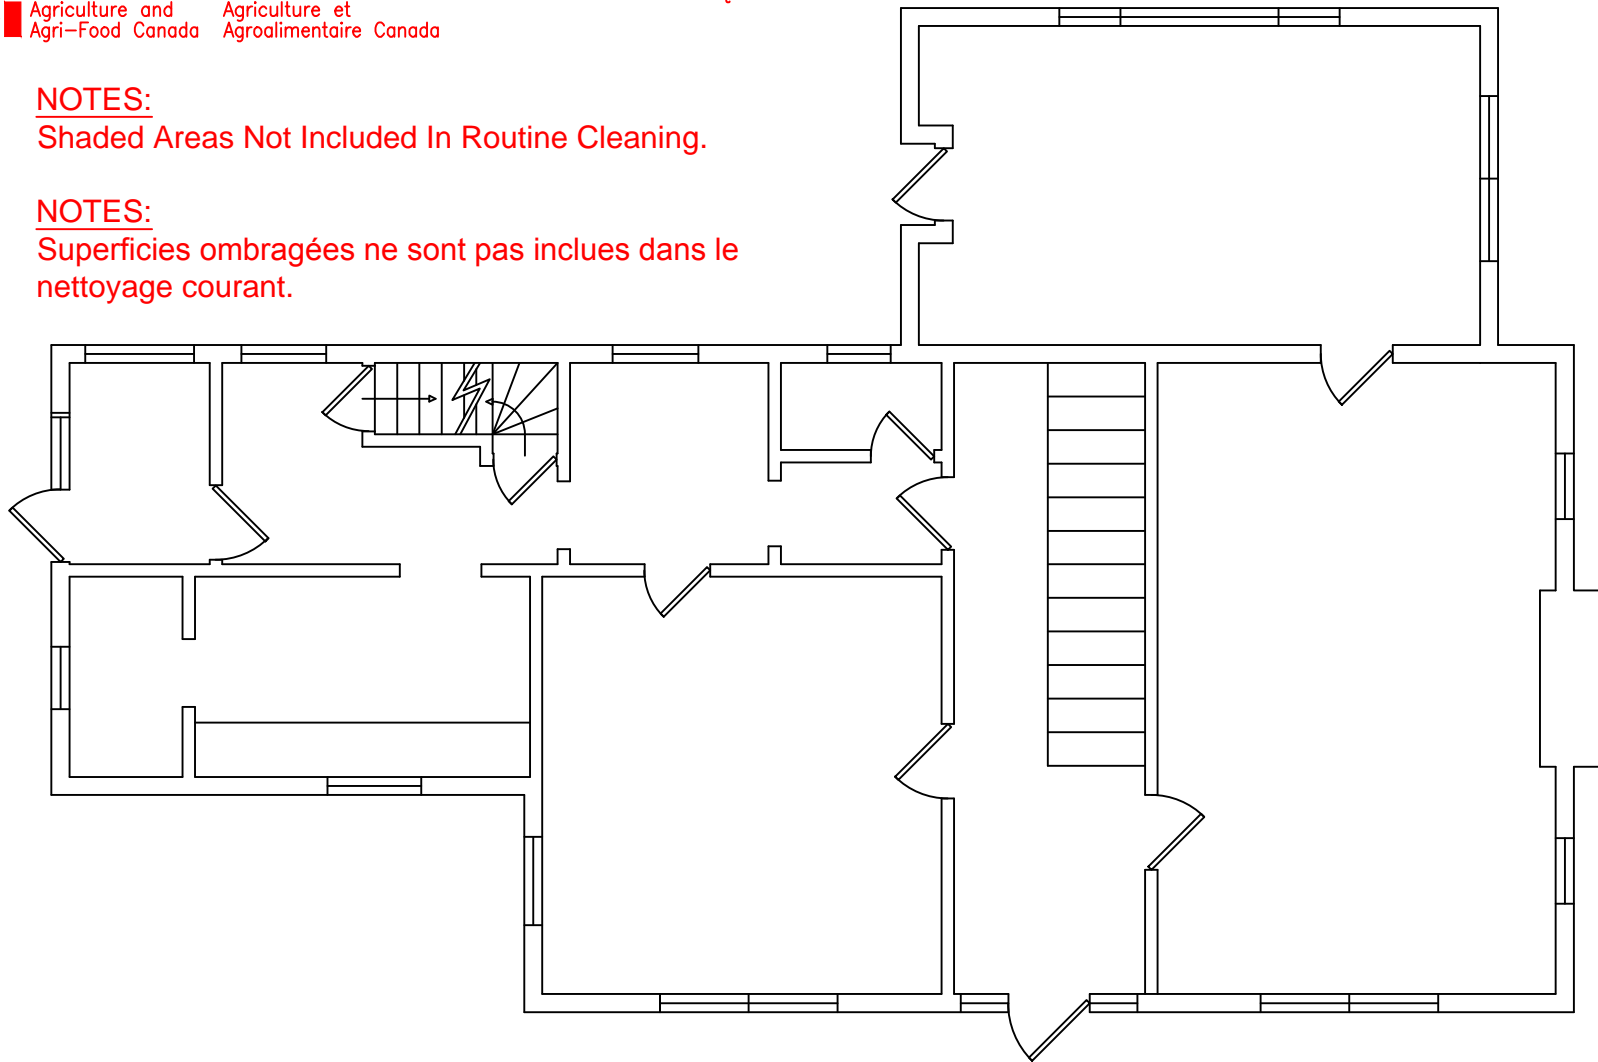 Agriculture and Agriculture et
Agri-Food Canada Agroalimentaire Canada
NOTES:
Shaded Areas Not Included In Routine Cleaning.
NOTES:
Superficies ombragées ne sont pas inclues dans le
nettoyage courant.